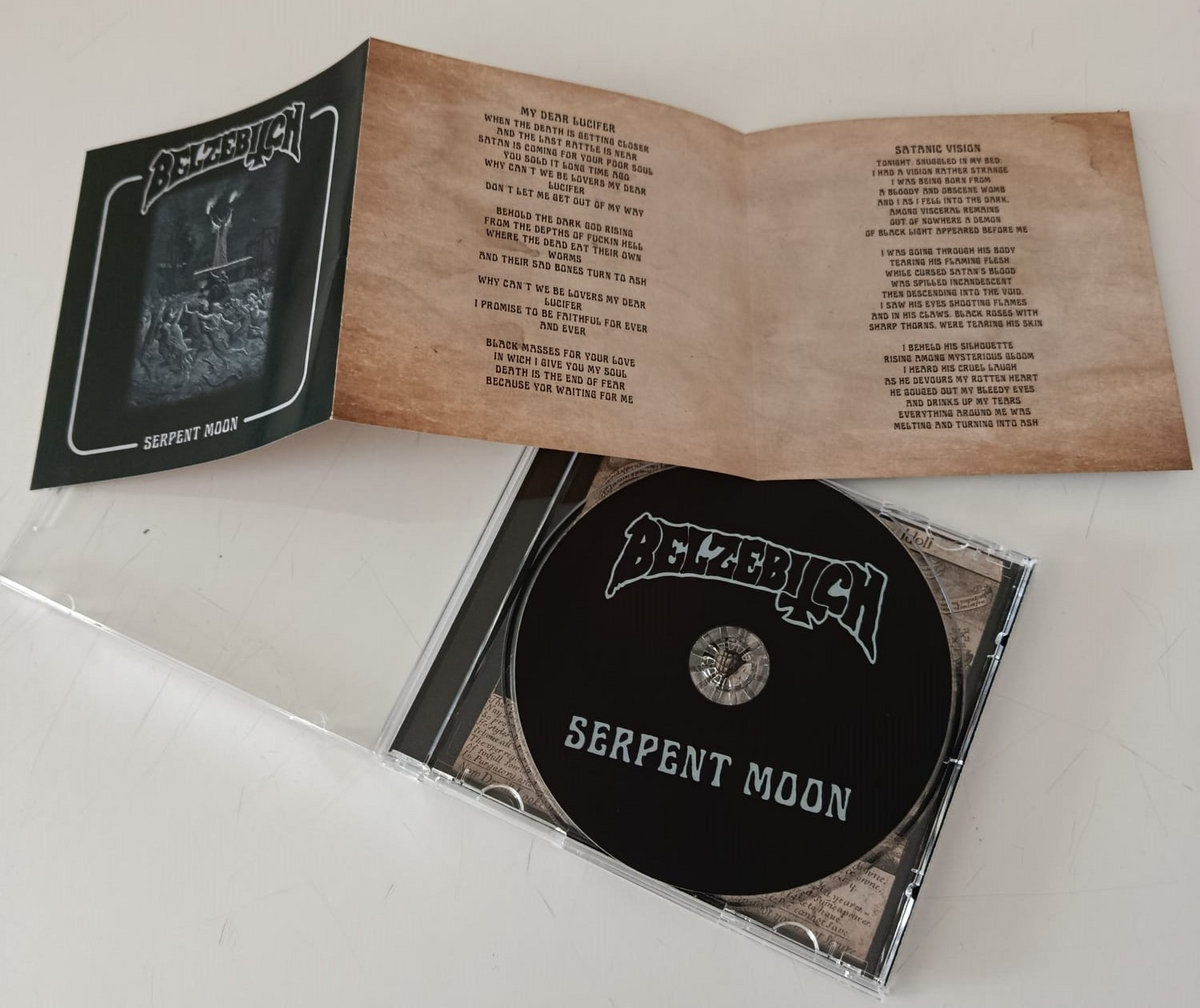 BELZEBITCH
SERPENT MOON
MY DEAR LUCIFER
WHEN THE DEATH IS GETTING CLOSER
AND THE LAST RATTLE IS NEAR
SATAN IS COMING FOR YOUR POOR SOUL
YOU SOLD IT LONG TIME AGO
WHY CAN´T WE BE LOVERS MY DEAR
LUCIFER
DON´T LET ME GET OUT OF MY WAY
BEHOLD THE DARK GOD RISING
FROM THE DEPTHS OF FUCKIN HELL
WHERE THE DEAD EAT THEIR OWN
WORMS
AND THEIR SAD BONES TURN TO ASH
WHY CAN´T WE BE LOVERS MY DEAR
LUCIFER
I PROMISE TO BE FAITHFUL FOR EVER
AND EVER
BLACK MASSES FOR YOUR LOVE
IN WICH I GIVE YOU MY SOUL
DEATH IS THE END OF FEAR
BECAUSE YOR WAITING FOR ME
SATANIC VISION
TONIGHT, SNUGGLED IN MY BED,
I HAD A VISION RATHER STRANGE
I WAS BEING BORN FROM
A BLOODY AND OBSCENE WOMB
AND I AS I FELL INTO THE DARK,
AMONG VISCERAL REMAINS
OUT OF NOWHERE A DEMON
OF BLACK LIGHT APPEARED BEFORE ME
I WAS GOING THROUGH HIS BODY
TEARING HIS FLAMING FLESH
WHILE CURSED SATAN'S BLOOD
WAS SPILLED INCANDESCENT
THEN DESCENDING INTO THE VOID,
I SAW HIS EYES SHOOTING FLAMES
AND IN HIS CLAWS, BLACK ROSES WITH
SHARP THORNS, WERE TEARING HIS SKIN
I BEHELD HIS SILHOUETTE
RISING AMONG MYSTERIOUS GLOOM
I HEARD HIS CRUEL LAUGH
AS HE DEVOURS MY ROTTEN HEART
HE GOUGED OUT MY BLEEDY EYES
AND DRINKS UP MY TEARS
EVERYTHING AROUND ME WAS
MELTING AND TURNING INTO ASH
idoli
BELZEBITCH
SERPENT MOON